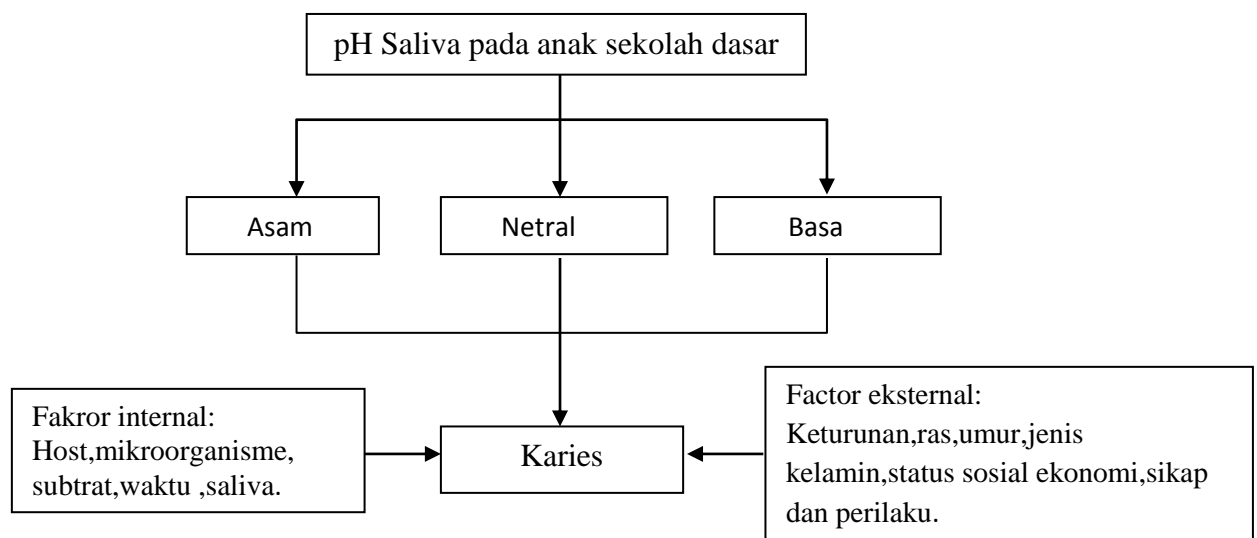 pH Saliva pada anak sekolah dasar
Asam
Netral
Basa
Fakror internal:
Host,mikroorganisme,
subtrat,waktu ,saliva.
Karies
Factor eksternal:
Keturunan,ras,umur,jenis
kelamin,status sosial ekonomi,sikap
dan perilaku.